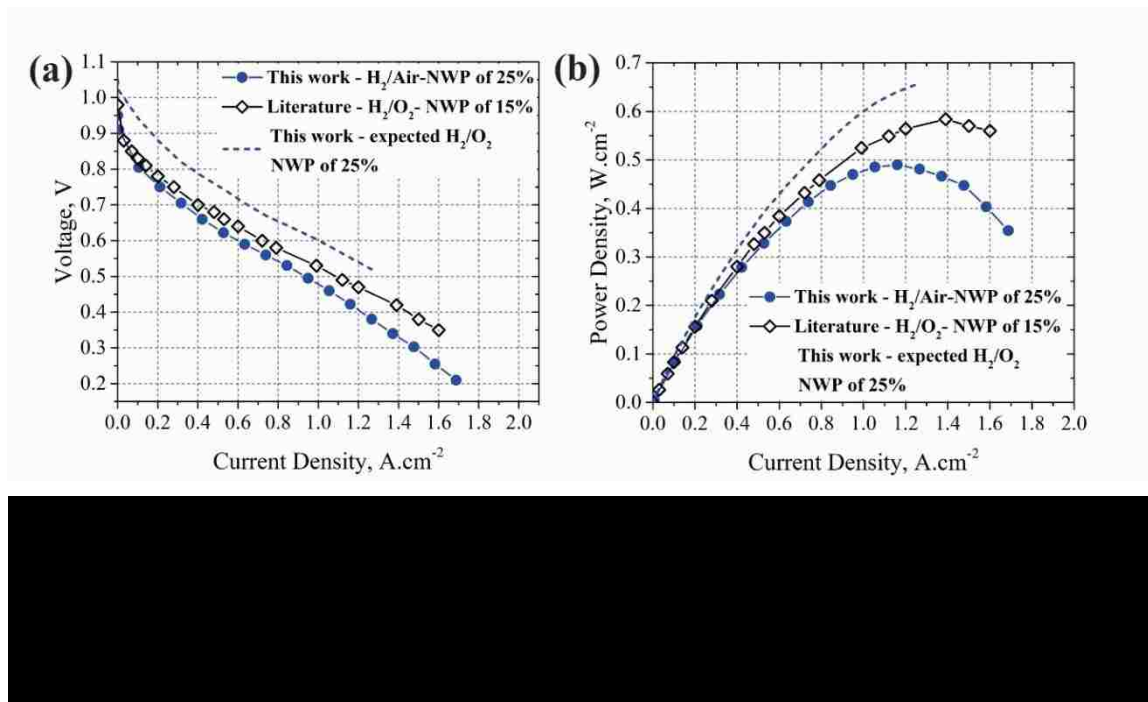 (a)
1.1
1.0
0.9
0.8
0.7
0.6
0.5
0.4
0.3
0.2
Voltage, V
This work - H₂/Air-NWP of 25%
Literature - H₂/O₂- NWP of 15%
This work - expected H₂/O₂
NWP of 25%
0.0 0.2 0.4 0.6 0.8 1.0 1.2 1.4 1.6 1.8 2.0
Current Density, A.cm⁻²
(b)
0.7
0.6
0.5
0.4
0.3
0.2
0.1
0.0
Power Density, W.cm⁻²
This work - H₂/Air-NWP of 25%
Literature - H₂/O₂- NWP of 15%
This work - expected H₂/O₂
NWP of 25%
0.0 0.2 0.4 0.6 0.8 1.0 1.2 1.4 1.6 1.8 2.0
Current Density, A.cm⁻²